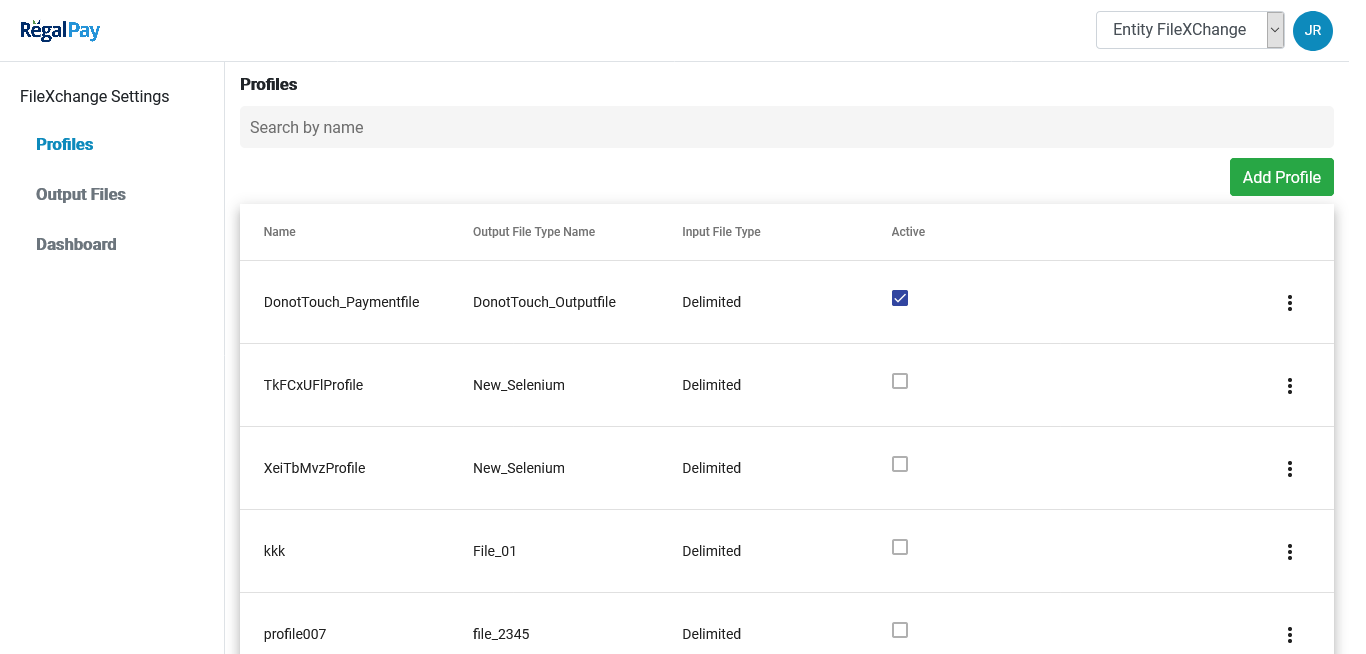 RegalPay
Entity FileXChange
JR
FileXchange Settings
Profiles
Output Files
Dashboard
Profiles
Search by name
Add Profile
Name Output File Type Name Input File Type Active
DonotTouch_Paymentfile DonotTouch_Outputfile Delimited
TkFCxUFlProfile New_Selenium Delimited
XeiTbMvzProfile New_Selenium Delimited
kkk File_01 Delimited
profile007 file_2345 Delimited